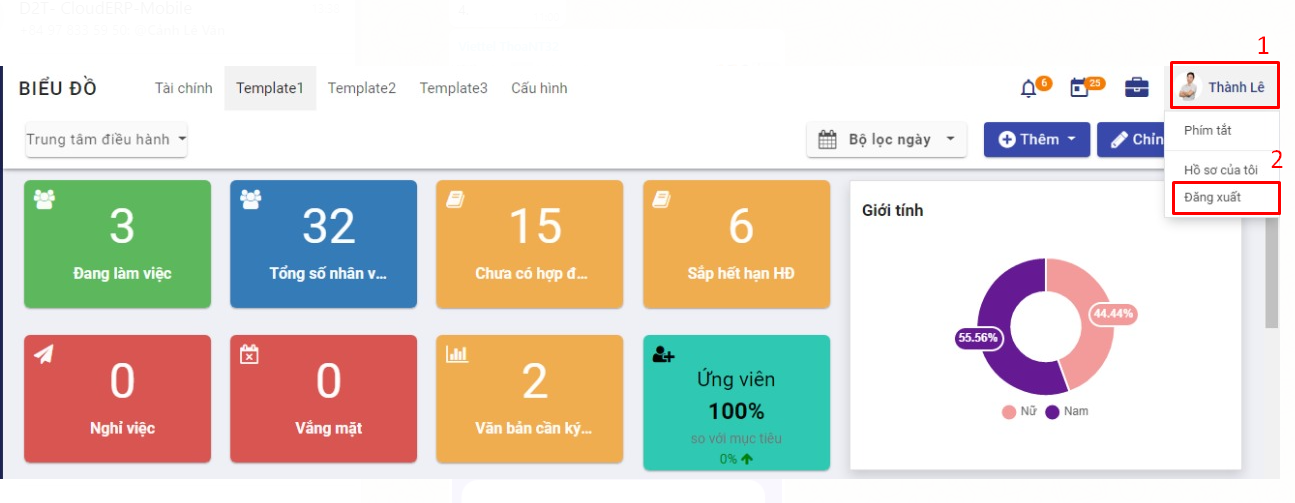 D2T- CloudERP-Mobile
1
BIỂU ĐỒ
Tài chính
Template1
Template2
Template3
Cấu hình
6
25
Thành Lê
Trung tâm điều hành
Bộ lọc ngày
Thêm
Chỉn
Phím tắt
2
Hồ sơ của tôi
Đăng xuất
3
Đang làm việc
32
Tổng số nhân v...
15
Chưa có hợp đ...
6
Sắp hết hạn HĐ
Giới tính
44.44%
55.56%
Nữ
Nam
0
Nghỉ việc
0
Vắng mặt
2
Văn bản cần ký...
Ứng viên
100%
so với mục tiêu
0%